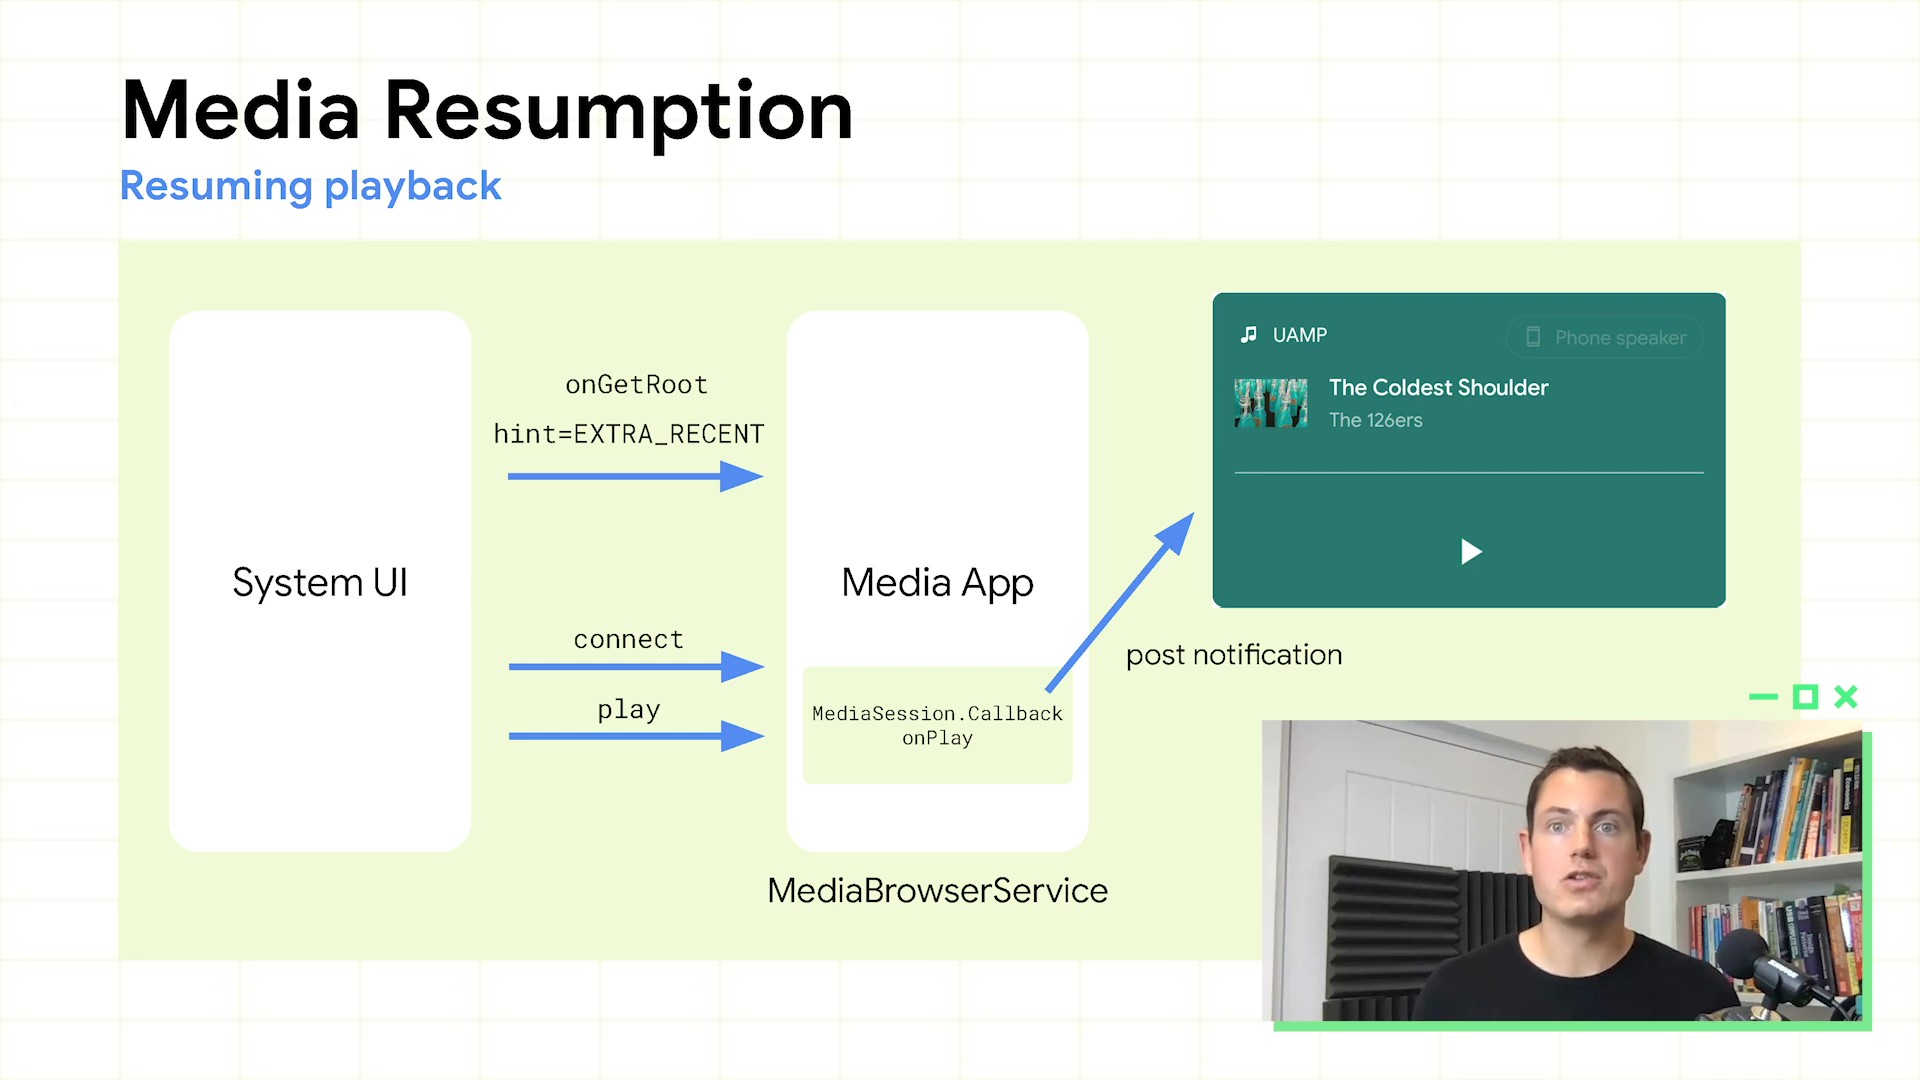 Media Resumption
Resuming playback
onGetRoot
hint=EXTRA_RECENT
System UI
connect
play
Media App
MediaSession.Callback
onPlay
MediaBrowserService
post notification
UAMP
Phone speaker
The Coldest Shoulder
The 126ers